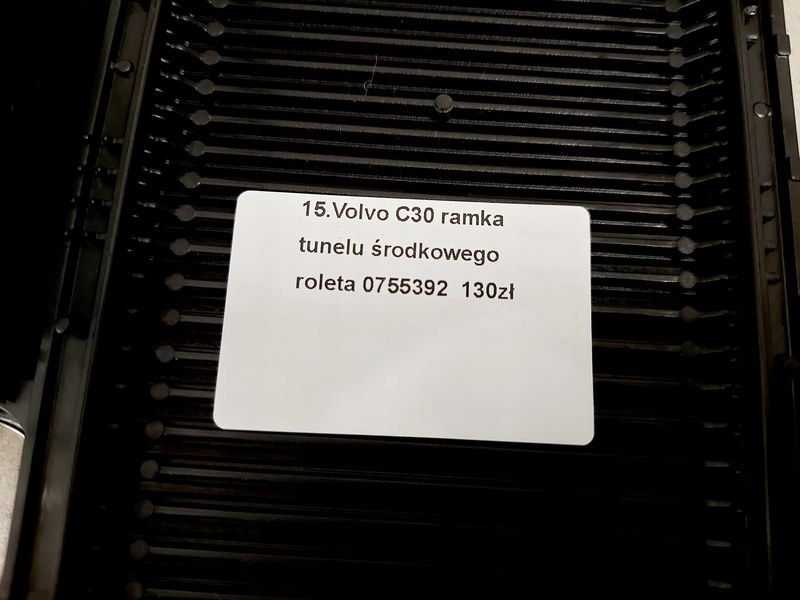 15.Volvo C30 ramka
tunelu środkowego
roleta 0755392  130zł